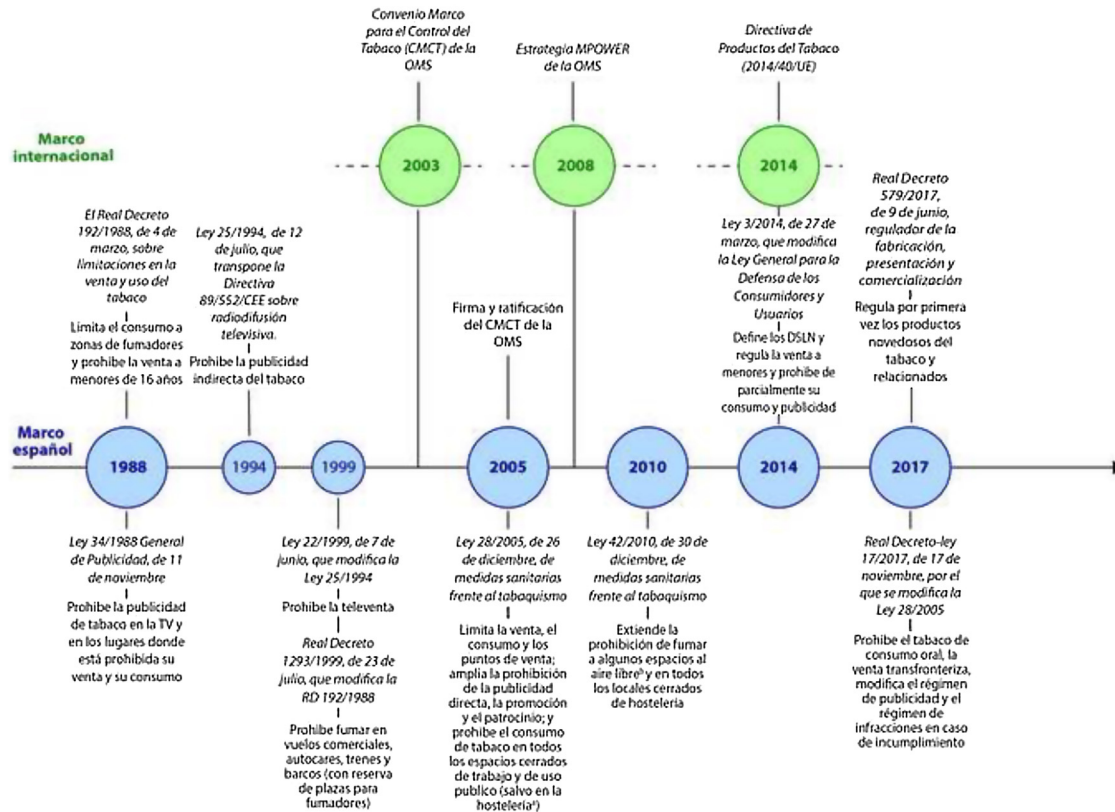 Convenio Marco
para el Control del
Tabaco (CMCT) de la
OMS
Estrategia MPOWER
de la OMS
Directiva de
Productos del Tabaco
(2014/40/UE)
Marco
internacional
2003
2008
2014
El Real Decreto
192/1988, de 4 de
marzo, sobre
limitaciones en la
venta y uso del
tabaco
Limita el consumo a
zonas de fumadores
y prohibe la venta a
menores de 16 años
Ley 25/1994, de 12
de julio, que
transpone la
Directiva
89/552/CEE sobre
radiodifusión
televisiva.
Prohibe la publicidad
indirecta del tabaco
Firma y ratificación
del CMCT de la
OMS
Ley 3/2014, de 27 de
marzo, que modifica
la Ley General para la
Defensa de los
Consumidores y
Usuarios
Define los DSLN y
regula la venta a
menores y prohibe de
parcialmente su
consumo y publicidad
Real Decreto
579/2017,
de 9 de junio,
regulador de la
fabricación,
presentación y
comercialización
Regula por primera
vez los productos
novedosos del
tabaco y
relacionados
Marco
español
1988
1994
1999
2005
2010
2014
2017
Ley 34/1988 General
de Publicidad, de 11
de noviembre
Prohibe la publicidad
de tabaco en la TV y
en los lugares donde
está prohibida su
venta y su consumo
Ley 22/1999, de 7 de
junio, que modifica la
Ley 25/1994
Prohibe la televenta
Real Decreto
1293/1999, de 23 de
julio, que modifica la
RD 192/1988
Prohibe fumar en
vuelos comerciales,
autocares, trenes y
barcos (con reserva
de plazas para
fumadores)
Ley 28/2005, de 26
de diciembre, de
medidas sanitarias
frente al tabaquismo
Limita la venta, el
consumo y los
puntos de venta;
amplia la prohibición
de la publicidad
directa, la promoción
y el patrocinio; y
prohibe el consumo
de tabaco en todos
los espacios cerrados
de trabajo y de uso
publico (salvo en la
hosteleríaª)
Ley 42/2010, de 30 de
diciembre, de
medidas sanitarias
frente al tabaquismo
Extiende la
prohibición de fumar
a algunos espacios al
aire libreᵇ y en todos
los locales cerrados
de hostelería
Real Decreto-ley
17/2017, de 17 de
noviembre, por el
que se modifica la
Ley 28/2005
Prohibe el tabaco de
consumo oral, la
venta transfronteriza,
modifica el régimen
de publicidad y el
régimen de
infracciones en caso
de incumplimiento